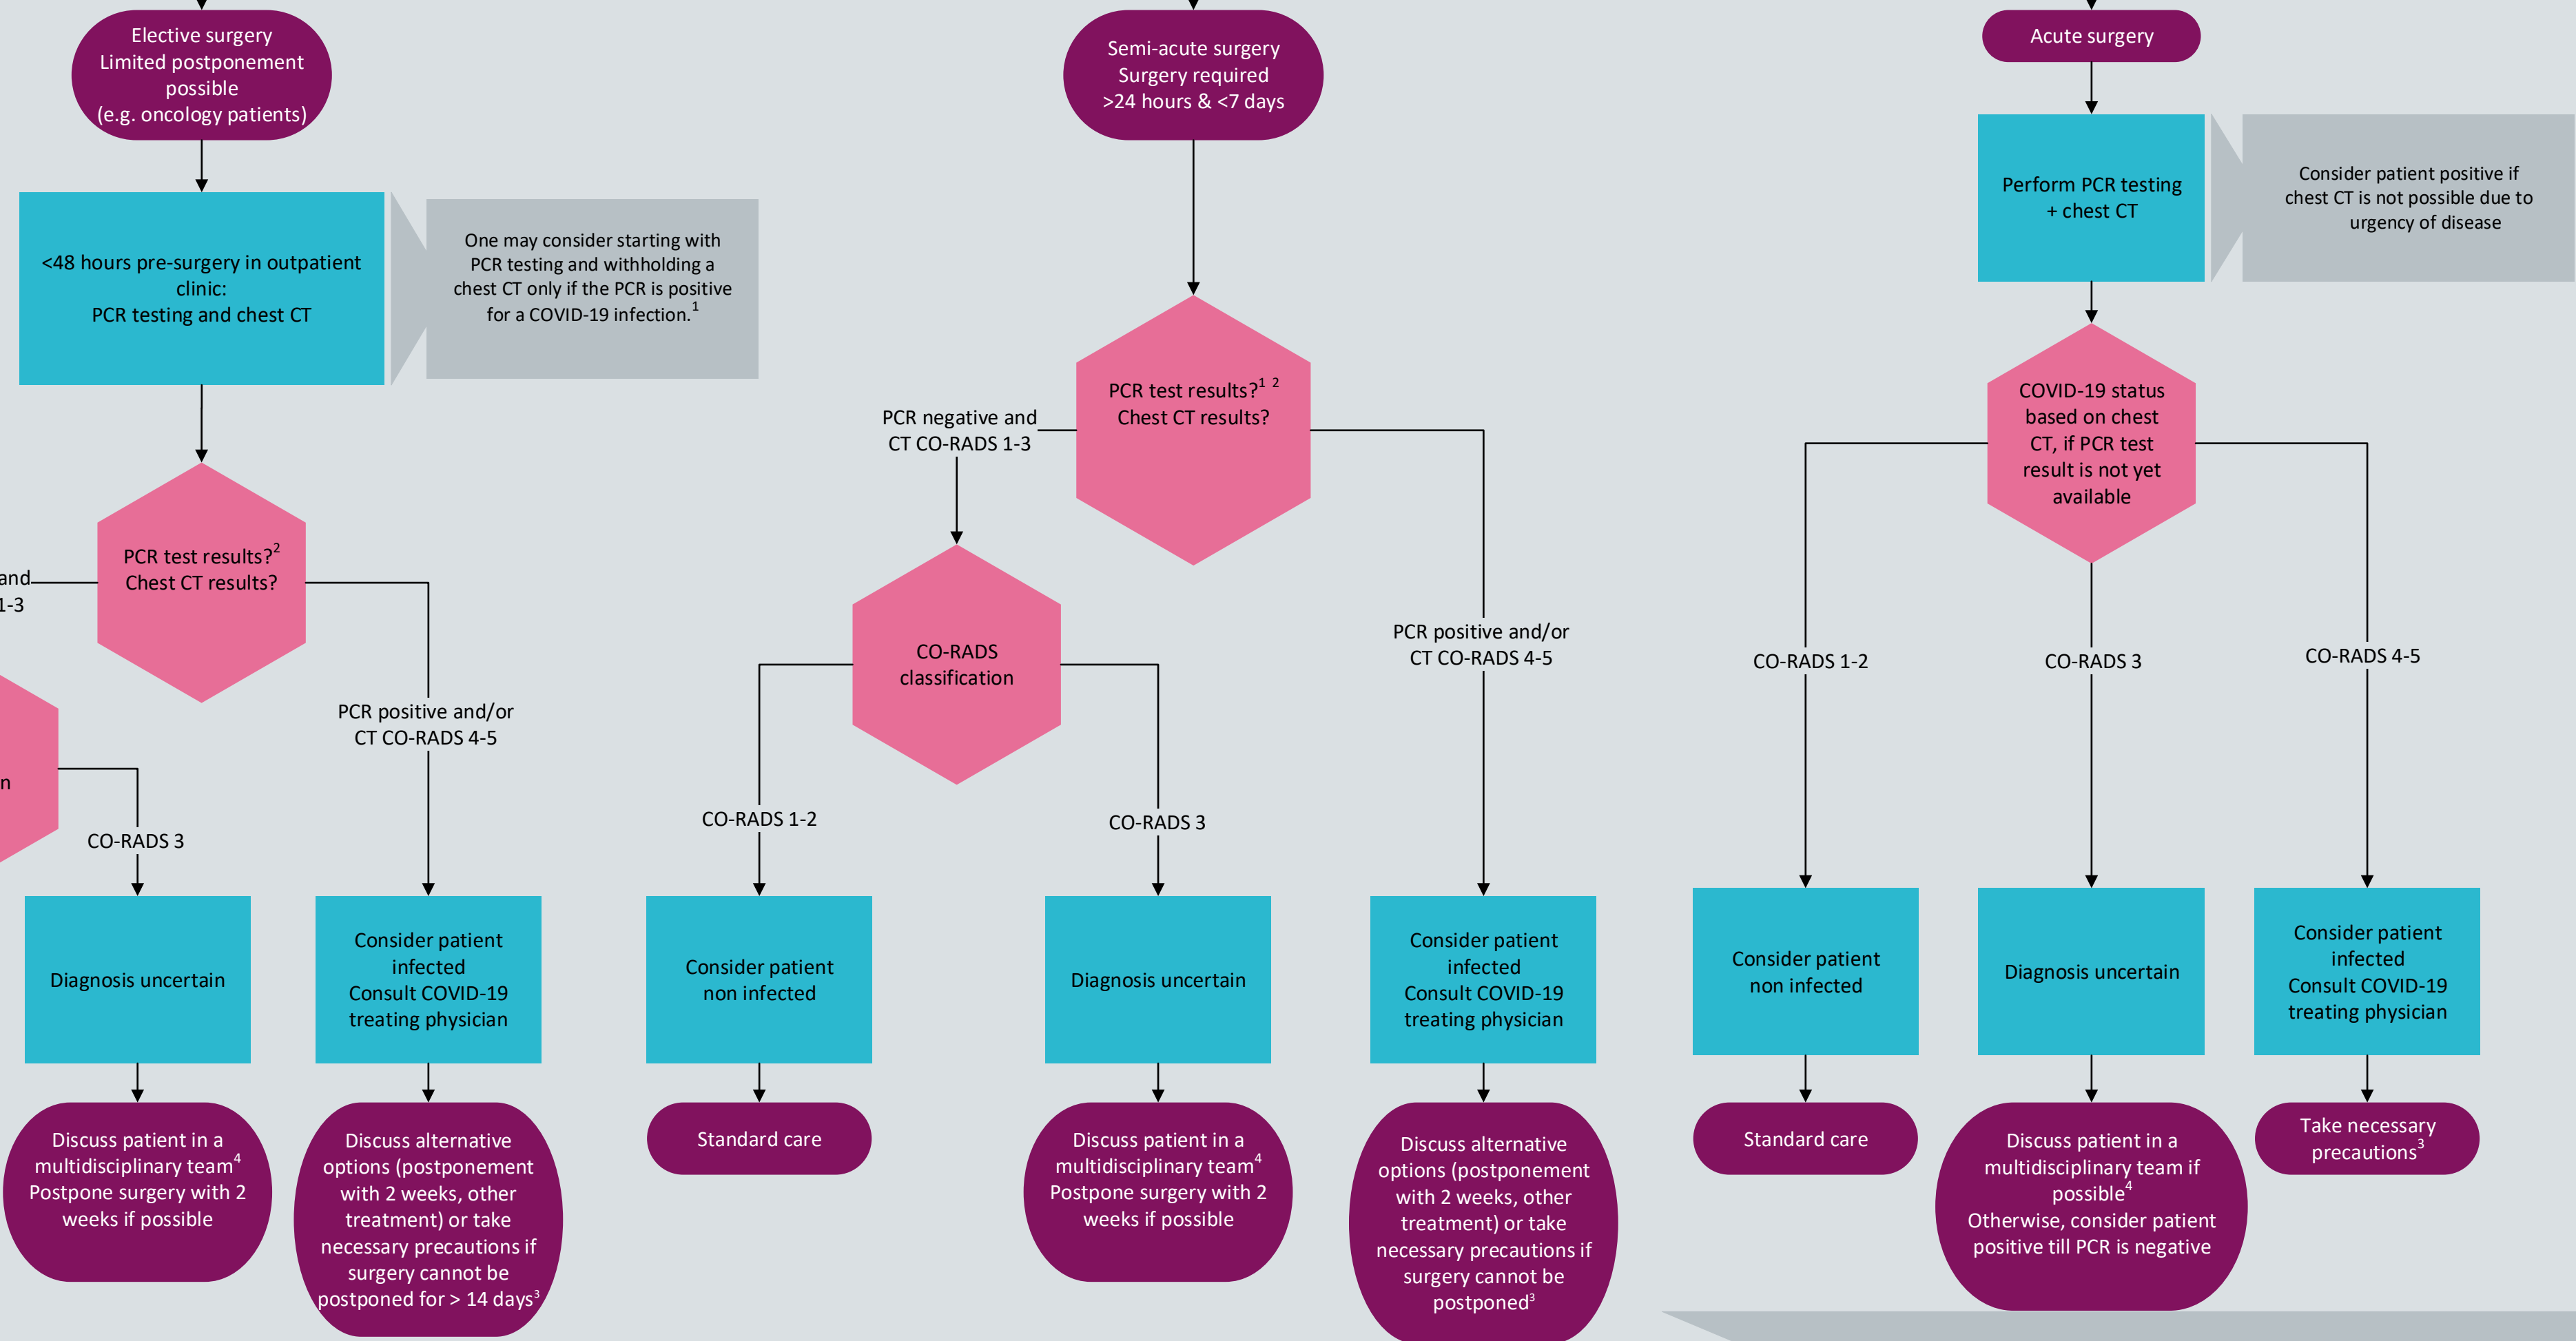 Elective surgery
Limited postponement
possible
(e.g. oncology patients)
<48 hours pre-surgery in outpatient
clinic:
PCR testing and chest CT
One may consider starting with
PCR testing and withholding a
chest CT only if the PCR is positive
for a COVID-19 infection.1
PCR test results?2
Chest CT results?
and
1-3
n
CO-RADS 3
PCR positive and/or
CT CO-RADS 4-5
Diagnosis uncertain
Consider patient
infected
Consult COVID-19
treating physician
Discuss patient in a
multidisciplinary team4
Postpone surgery with 2
weeks if possible
Discuss alternative
options (postponement
with 2 weeks, other
treatment) or take
necessary precautions if
surgery cannot be
postponed for > 14 days3
Semi-acute surgery
Surgery required
>24 hours & <7 days
PCR test results?1 2
Chest CT results?
PCR negative and
CT CO-RADS 1-3
CO-RADS
classification
PCR positive and/or
CT CO-RADS 4-5
CO-RADS 1-2
CO-RADS 3
Consider patient
non infected
Diagnosis uncertain
Consider patient
infected
Consult COVID-19
treating physician
Standard care
Discuss patient in a
multidisciplinary team4
Postpone surgery with 2
weeks if possible
Discuss alternative
options (postponement
with 2 weeks, other
treatment) or take
necessary precautions if
surgery cannot be
postponed3
Acute surgery
Perform PCR testing
+ chest CT
Consider patient positive if
chest CT is not possible due to
urgency of disease
COVID-19 status
based on chest
CT, if PCR test
result is not yet
available
CO-RADS 1-2
CO-RADS 3
CO-RADS 4-5
Consider patient
non infected
Diagnosis uncertain
Consider patient
infected
Consult COVID-19
treating physician
Standard care
Discuss patient in a
multidisciplinary team if
possible4
Otherwise, consider patient
positive till PCR is negative
Take necessary
precautions3